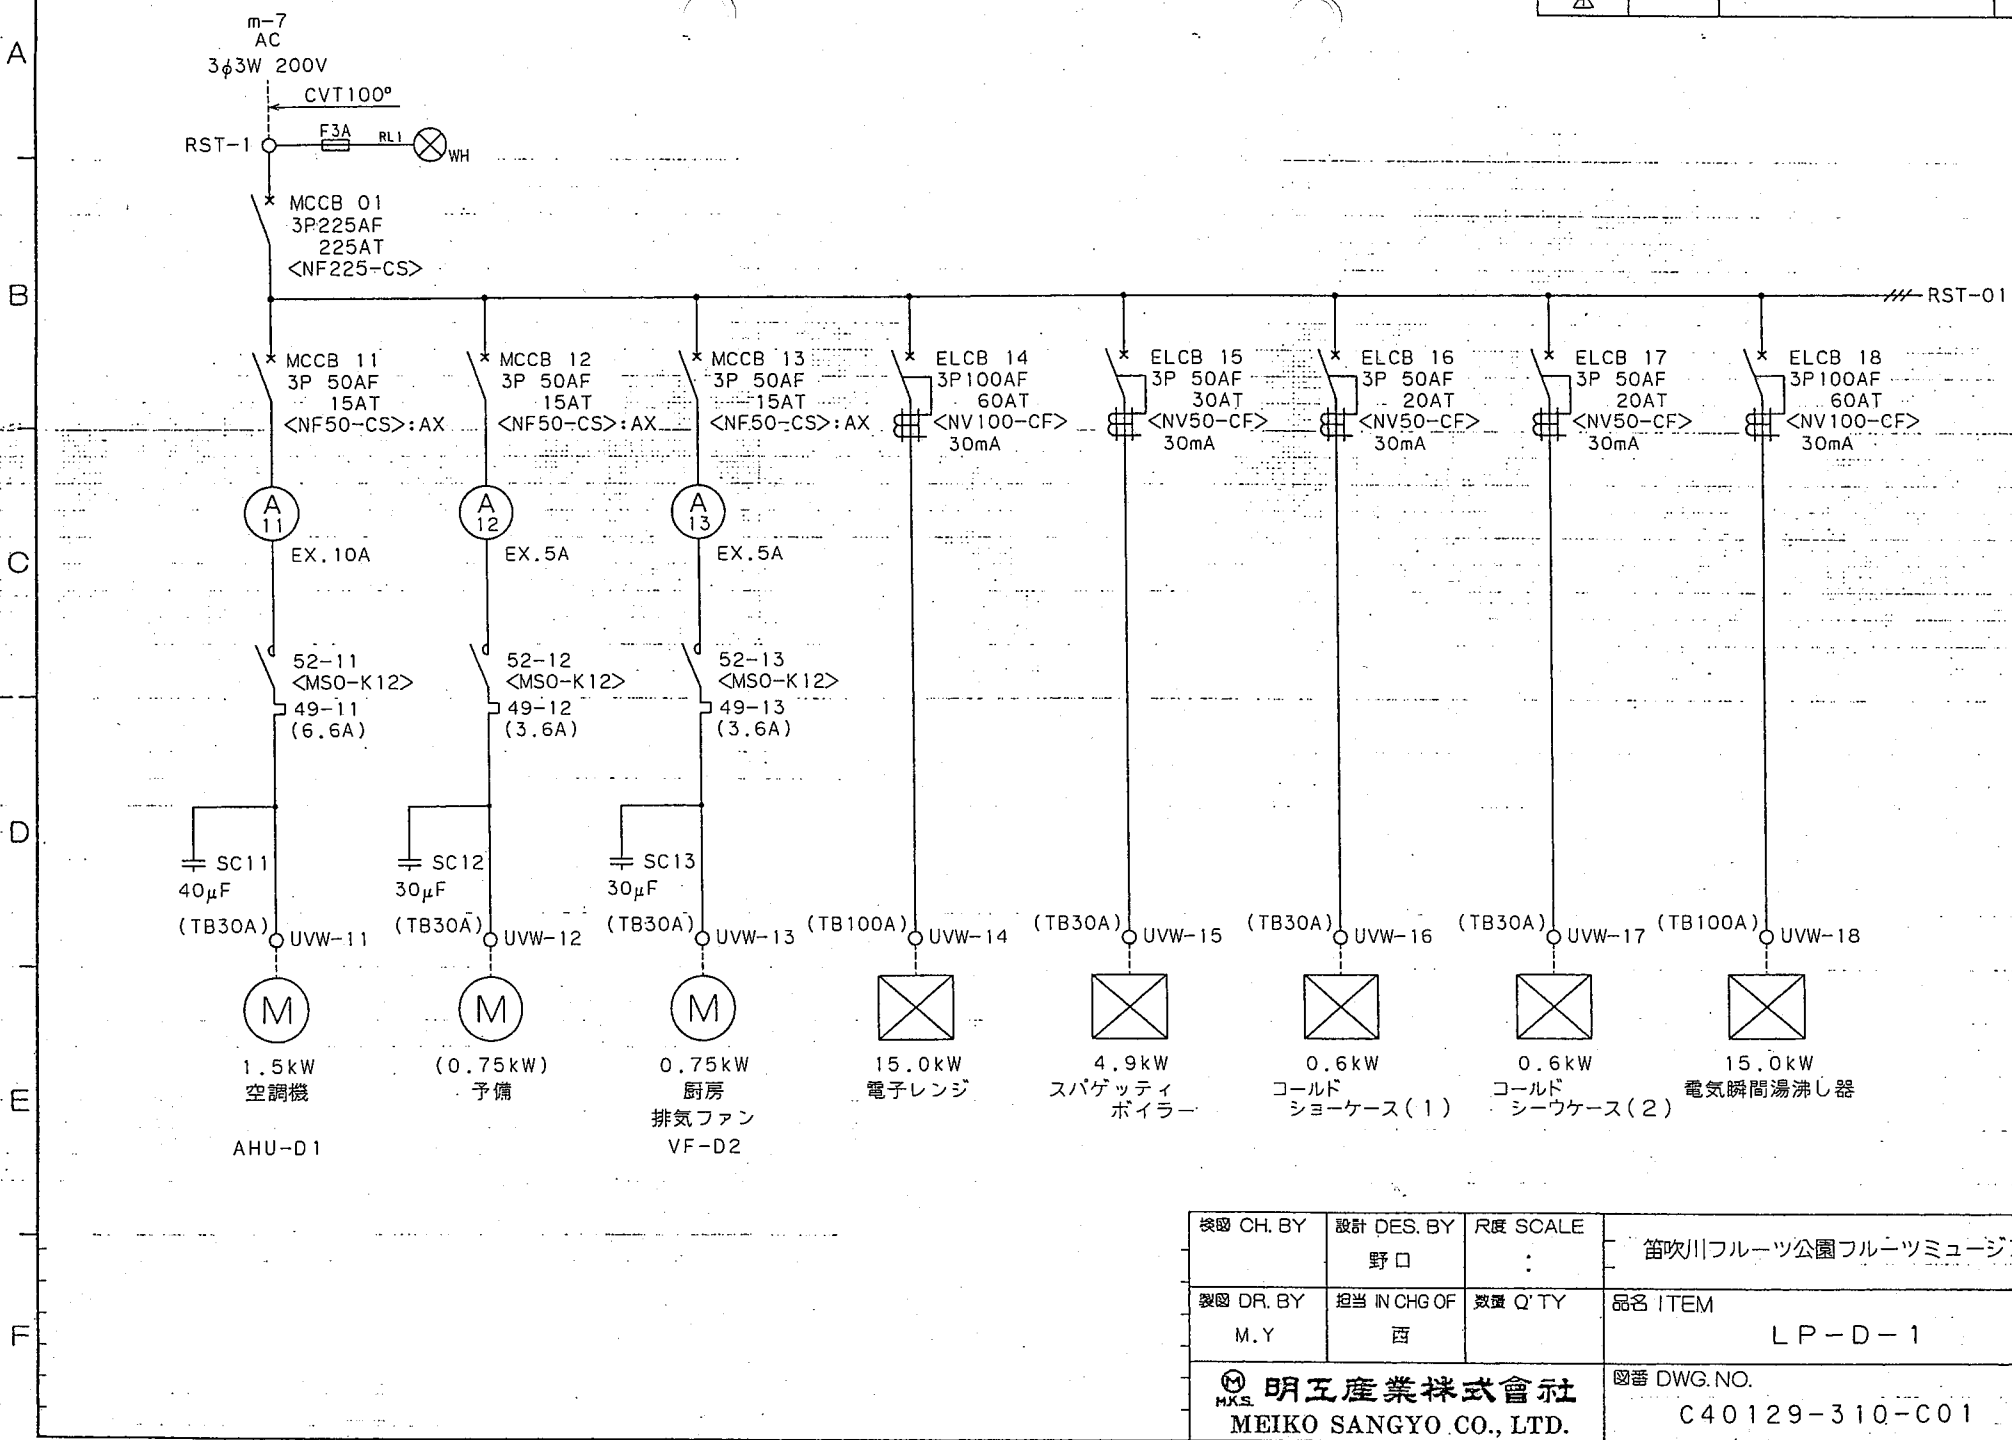 m-7
AC
3φ3W 200V
CVT100°
RST-1
F3A
RL1
WH
MCCB 01
3P225AF
225AT
<NF225-CS>
RST-01
MCCB 11
3P 50AF
15AT
<NF50-CS>:AX
MCCB 12
3P 50AF
15AT
<NF50-CS>:AX
MCCB 13
3P 50AF
15AT
<NF50-CS>:AX
ELCB 14
3P100AF
60AT
<NV100-CF>
30mA
ELCB 15
3P 50AF
30AT
<NV50-CF>
30mA
ELCB 16
3P 50AF
20AT
<NV50-CF>
30mA
ELCB 17
3P 50AF
20AT
<NV50-CF>
30mA
ELCB 18
3P100AF
60AT
<NV100-CF>
30mA
A
11
EX.10A
A
12
EX.5A
A
13
EX.5A
52-11
<MSO-K12>
49-11
(6.6A)
52-12
<MSO-K12>
49-12
(3.6A)
52-13
<MSO-K12>
49-13
(3.6A)
SC11
40μF
SC12
30μF
SC13
30μF
(TB30A)
UVW-11
(TB30A)
UVW-12
(TB30A)
UVW-13
(TB100A)
UVW-14
(TB30A)
UVW-15
(TB30A)
UVW-16
(TB30A)
UVW-17
(TB100A)
UVW-18
M
1.5kW
空調機
AHU-D1
M
(0.75kW)
予備
M
0.75kW
厨房
排気ファン
VF-D2
15.0kW
電子レンジ
4.9kW
スパゲッティ
ボイラー
0.6kW
コールド
ショーケース(1)
0.6kW
コールド
シーウケース(2)
15.0kW
電気瞬間湯沸し器
A
B
C
D
E
F
検図 CH. BY
設計 DES. BY
野口
尺度 SCALE
:
笛吹川フルーツ公園フルーツミュージ
製図 DR. BY
M.Y
担当 IN CHG OF
西
数量 Q'TY
品名 ITEM
LP-D-1
M
M.K.S.
明工産業株式會社
MEIKO SANGYO CO., LTD.
図番 DWG. NO.
C40129-310-C01